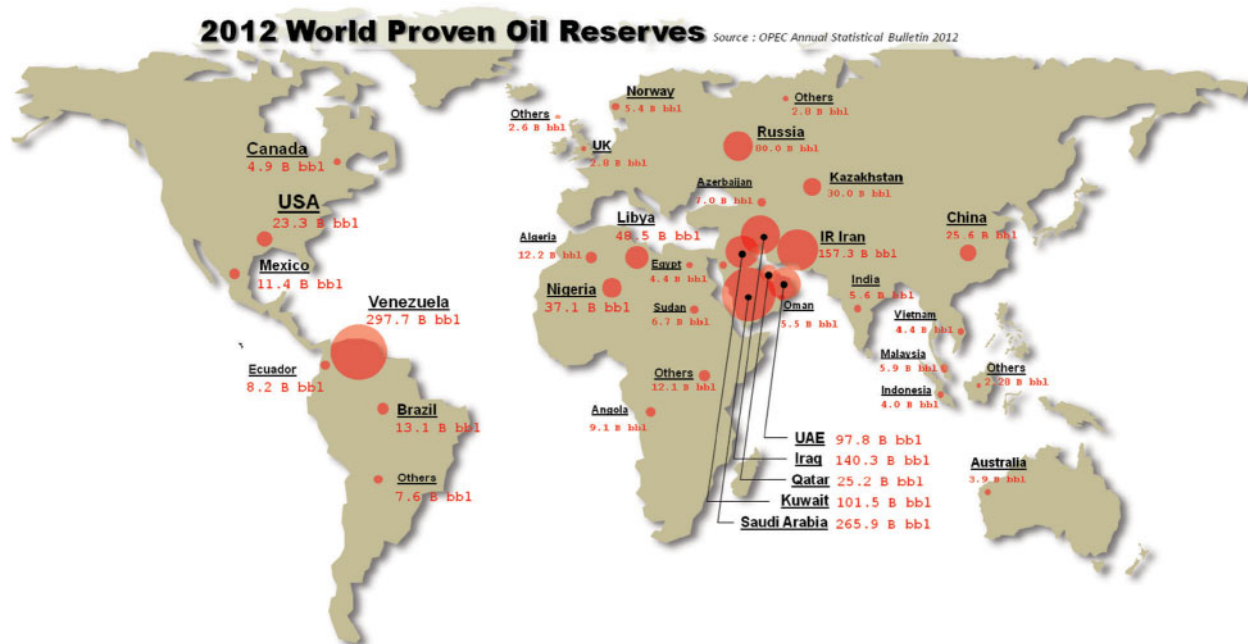 2012 World Proven Oil Reserves Source : OPEC Annual Statistical Bulletin 2012
Canada
4.9 B bbl
USA
23.3 B bbl
Mexico
11.4 B bbl
Venezuela
297.7 B bbl
Ecuador
8.2 B bbl
Brazil
13.1 B bbl
Others
7.6 B bbl
Others
2.6 B bbl
Norway
5.4 B bbl
UK
2.8 B bbl
Others
2.8 B bbl
Russia
80.0 B bbl
Azerbaijan
7.0 B bbl
Kazakhstan
30.0 B bbl
Libya
48.5 B bbl
Algeria
12.2 B bbl
Egypt
4.4 B bbl
Nigeria
37.1 B bbl
Sudan
6.7 B bbl
Others
12.1 B bbl
Angola
9.1 B bbl
IR Iran
157.3 B bbl
Oman
5.5 B bbl
China
25.6 B bbl
India
5.6 B bbl
Vietnam
4.4 B bbl
Malaysia
5.9 B bbl
Indonesia
4.0 B bbl
Others
2.28 B bbl
UAE 97.8 B bbl
Iraq 140.3 B bbl
Qatar 25.2 B bbl
Kuwait 101.5 B bbl
Saudi Arabia 265.9 B bbl
Australia
3.9 B bbl